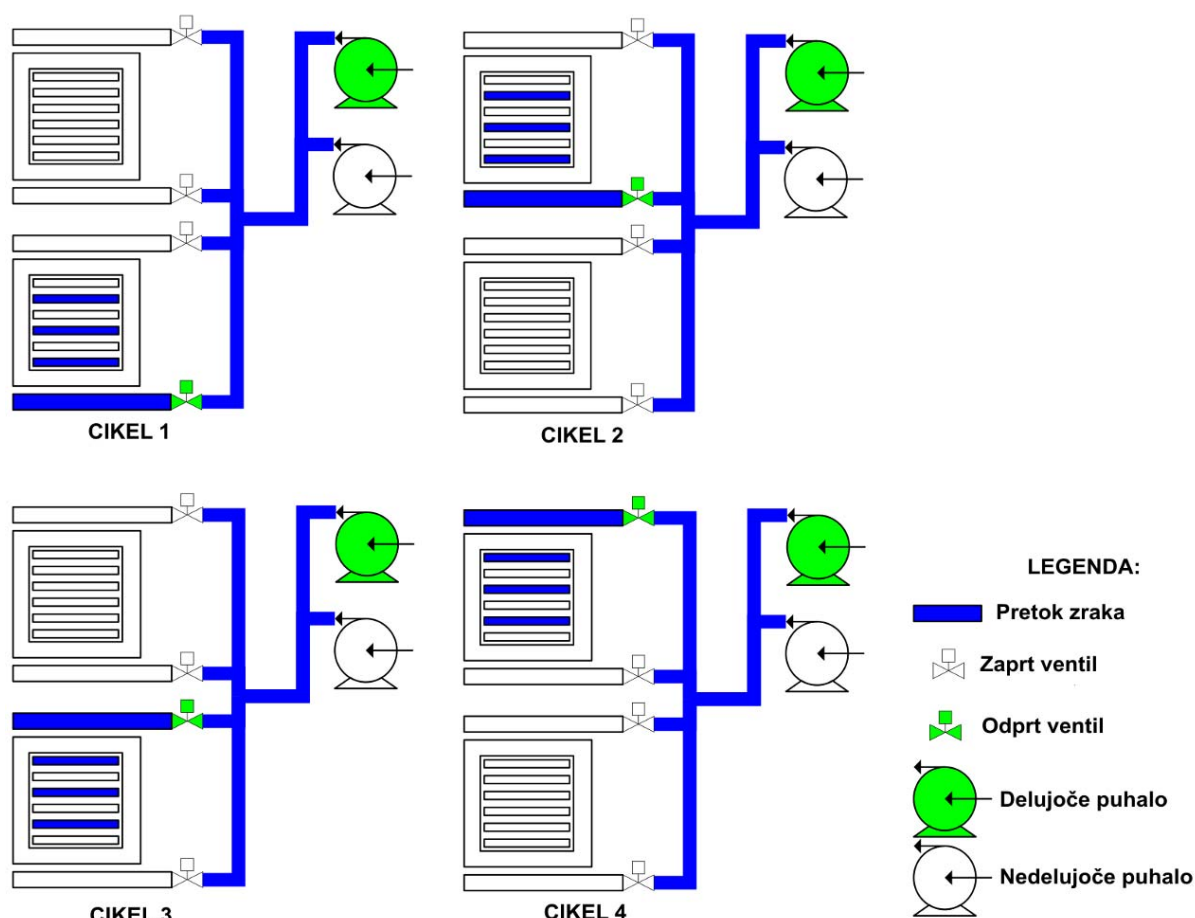 CIKEL 1
CIKEL 2
CIKEL 3
CIKEL 4
LEGENDA:
Pretok zraka
Zaprt ventil
Odprt ventil
Delujoče puhalo
Nedelujoče puhalo